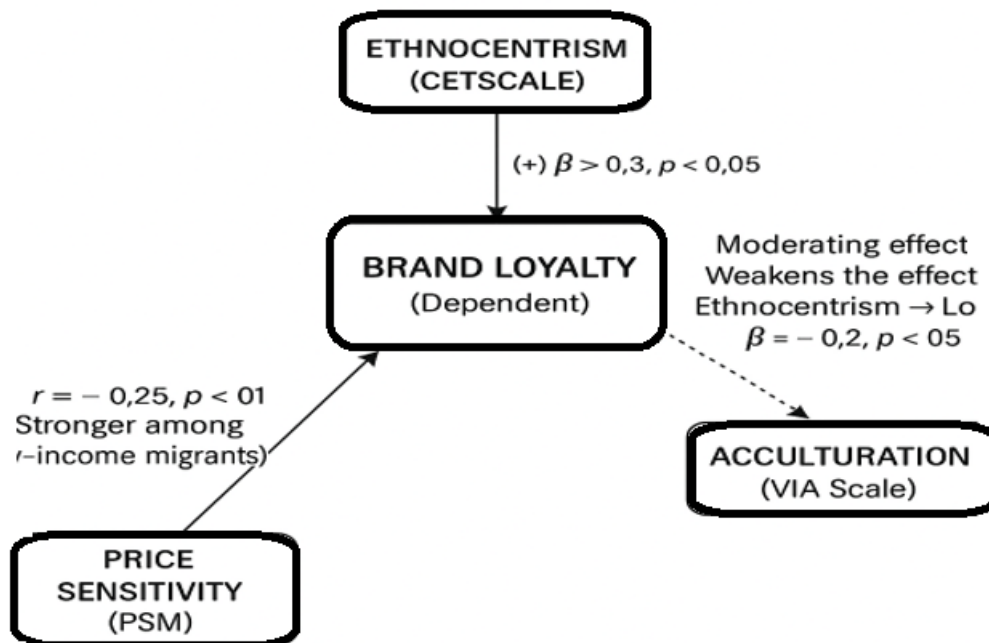 ETHNOCENTRISM
(CETSCALE)
(+) β > 0,3, p < 0,05
BRAND LOYALTY
(Dependent)
Moderating effect
Weakens the effect
Ethnocentrism → Lo
β = − 0,2, p < 05
r = − 0,25, p < 01
Stronger among
-income migrants)
ACCULTURATION
(VIA Scale)
PRICE
SENSITIVITY
(PSM)